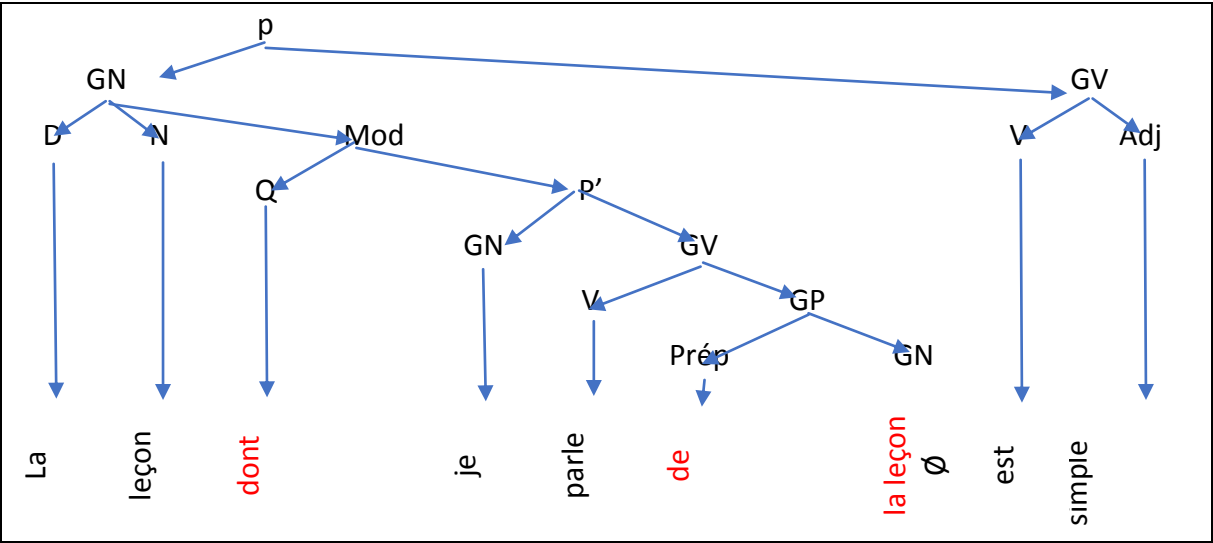 p
GN GV
D N Mod V Adj
Q P’
GN GV
V GP
Prép GN
La leçon dont je parle de la leçon Ø est simple